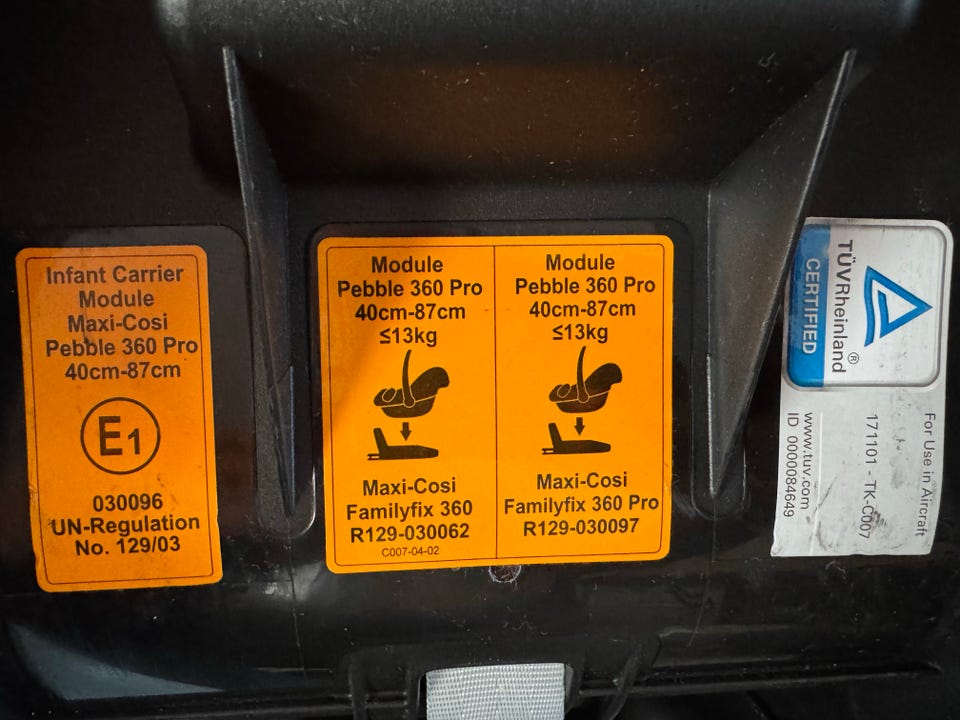 Infant Carrier
Module
Maxi-Cosi
Pebble 360 Pro
40cm-87cm
E1
030096
UN-Regulation
No. 129/03
Module
Pebble 360 Pro
40cm-87cm
≤13kg
Maxi-Cosi
Familyfix 360
R129-030062
C007-04-02
Module
Pebble 360 Pro
40cm-87cm
≤13kg
Maxi-Cosi
Familyfix 360 Pro
R129-030097
TÜVRheinland®
CERTIFIED
For Use in Aircraft
171101 - TK-C007
www.tuv.com
ID 0000084649